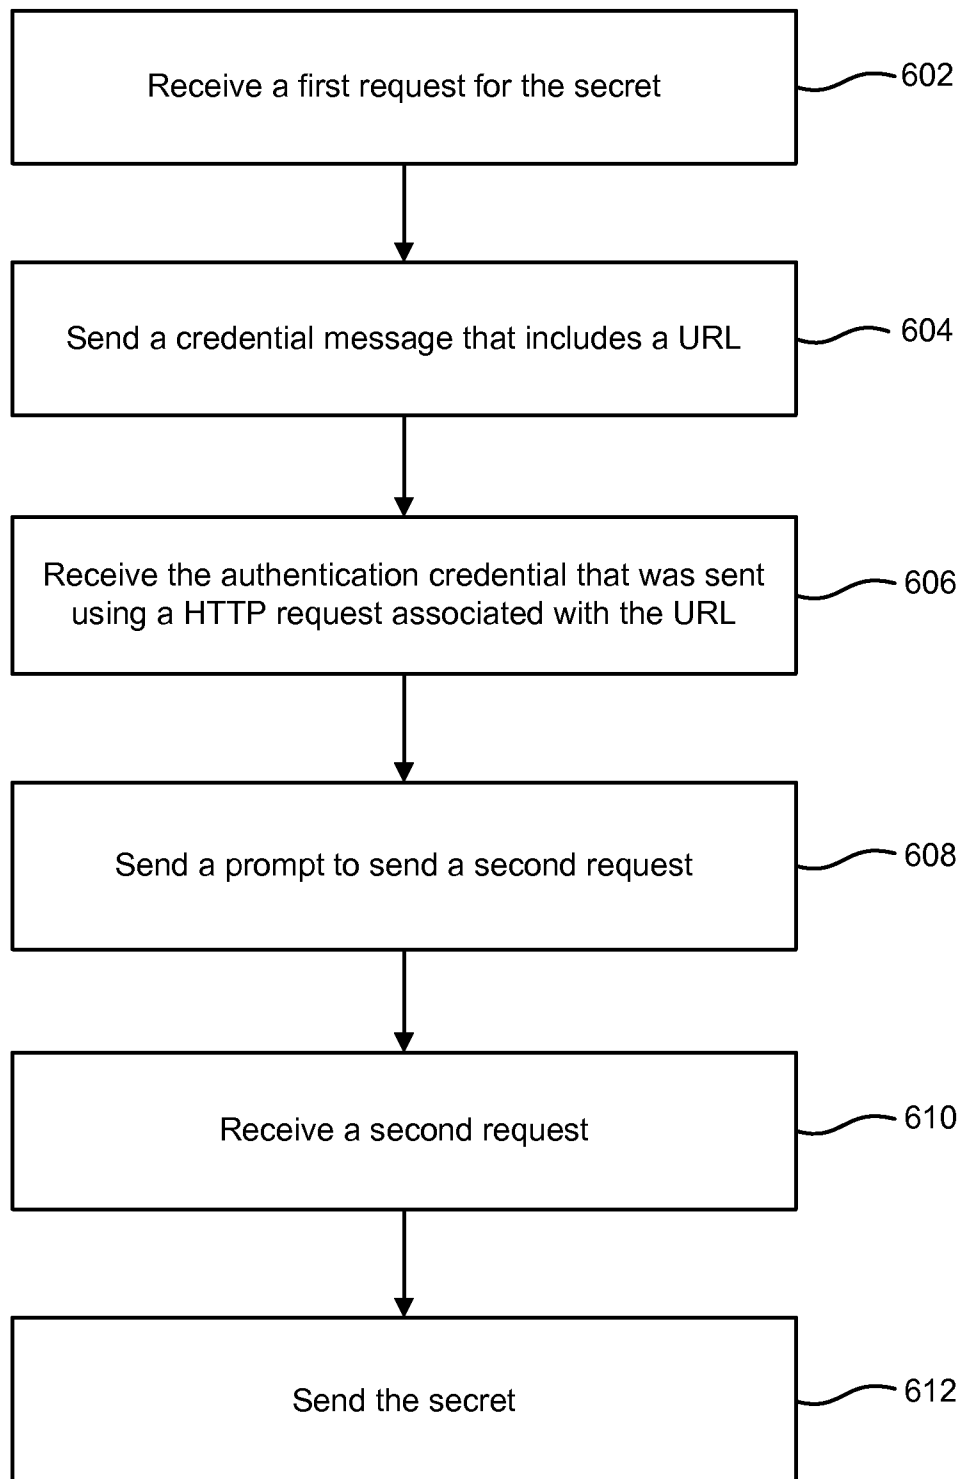 Receive a first request for the secret
602
Send a credential message that includes a URL
604
Receive the authentication credential that was sent
using a HTTP request associated with the URL
606
Send a prompt to send a second request
608
Receive a second request
610
Send the secret
612